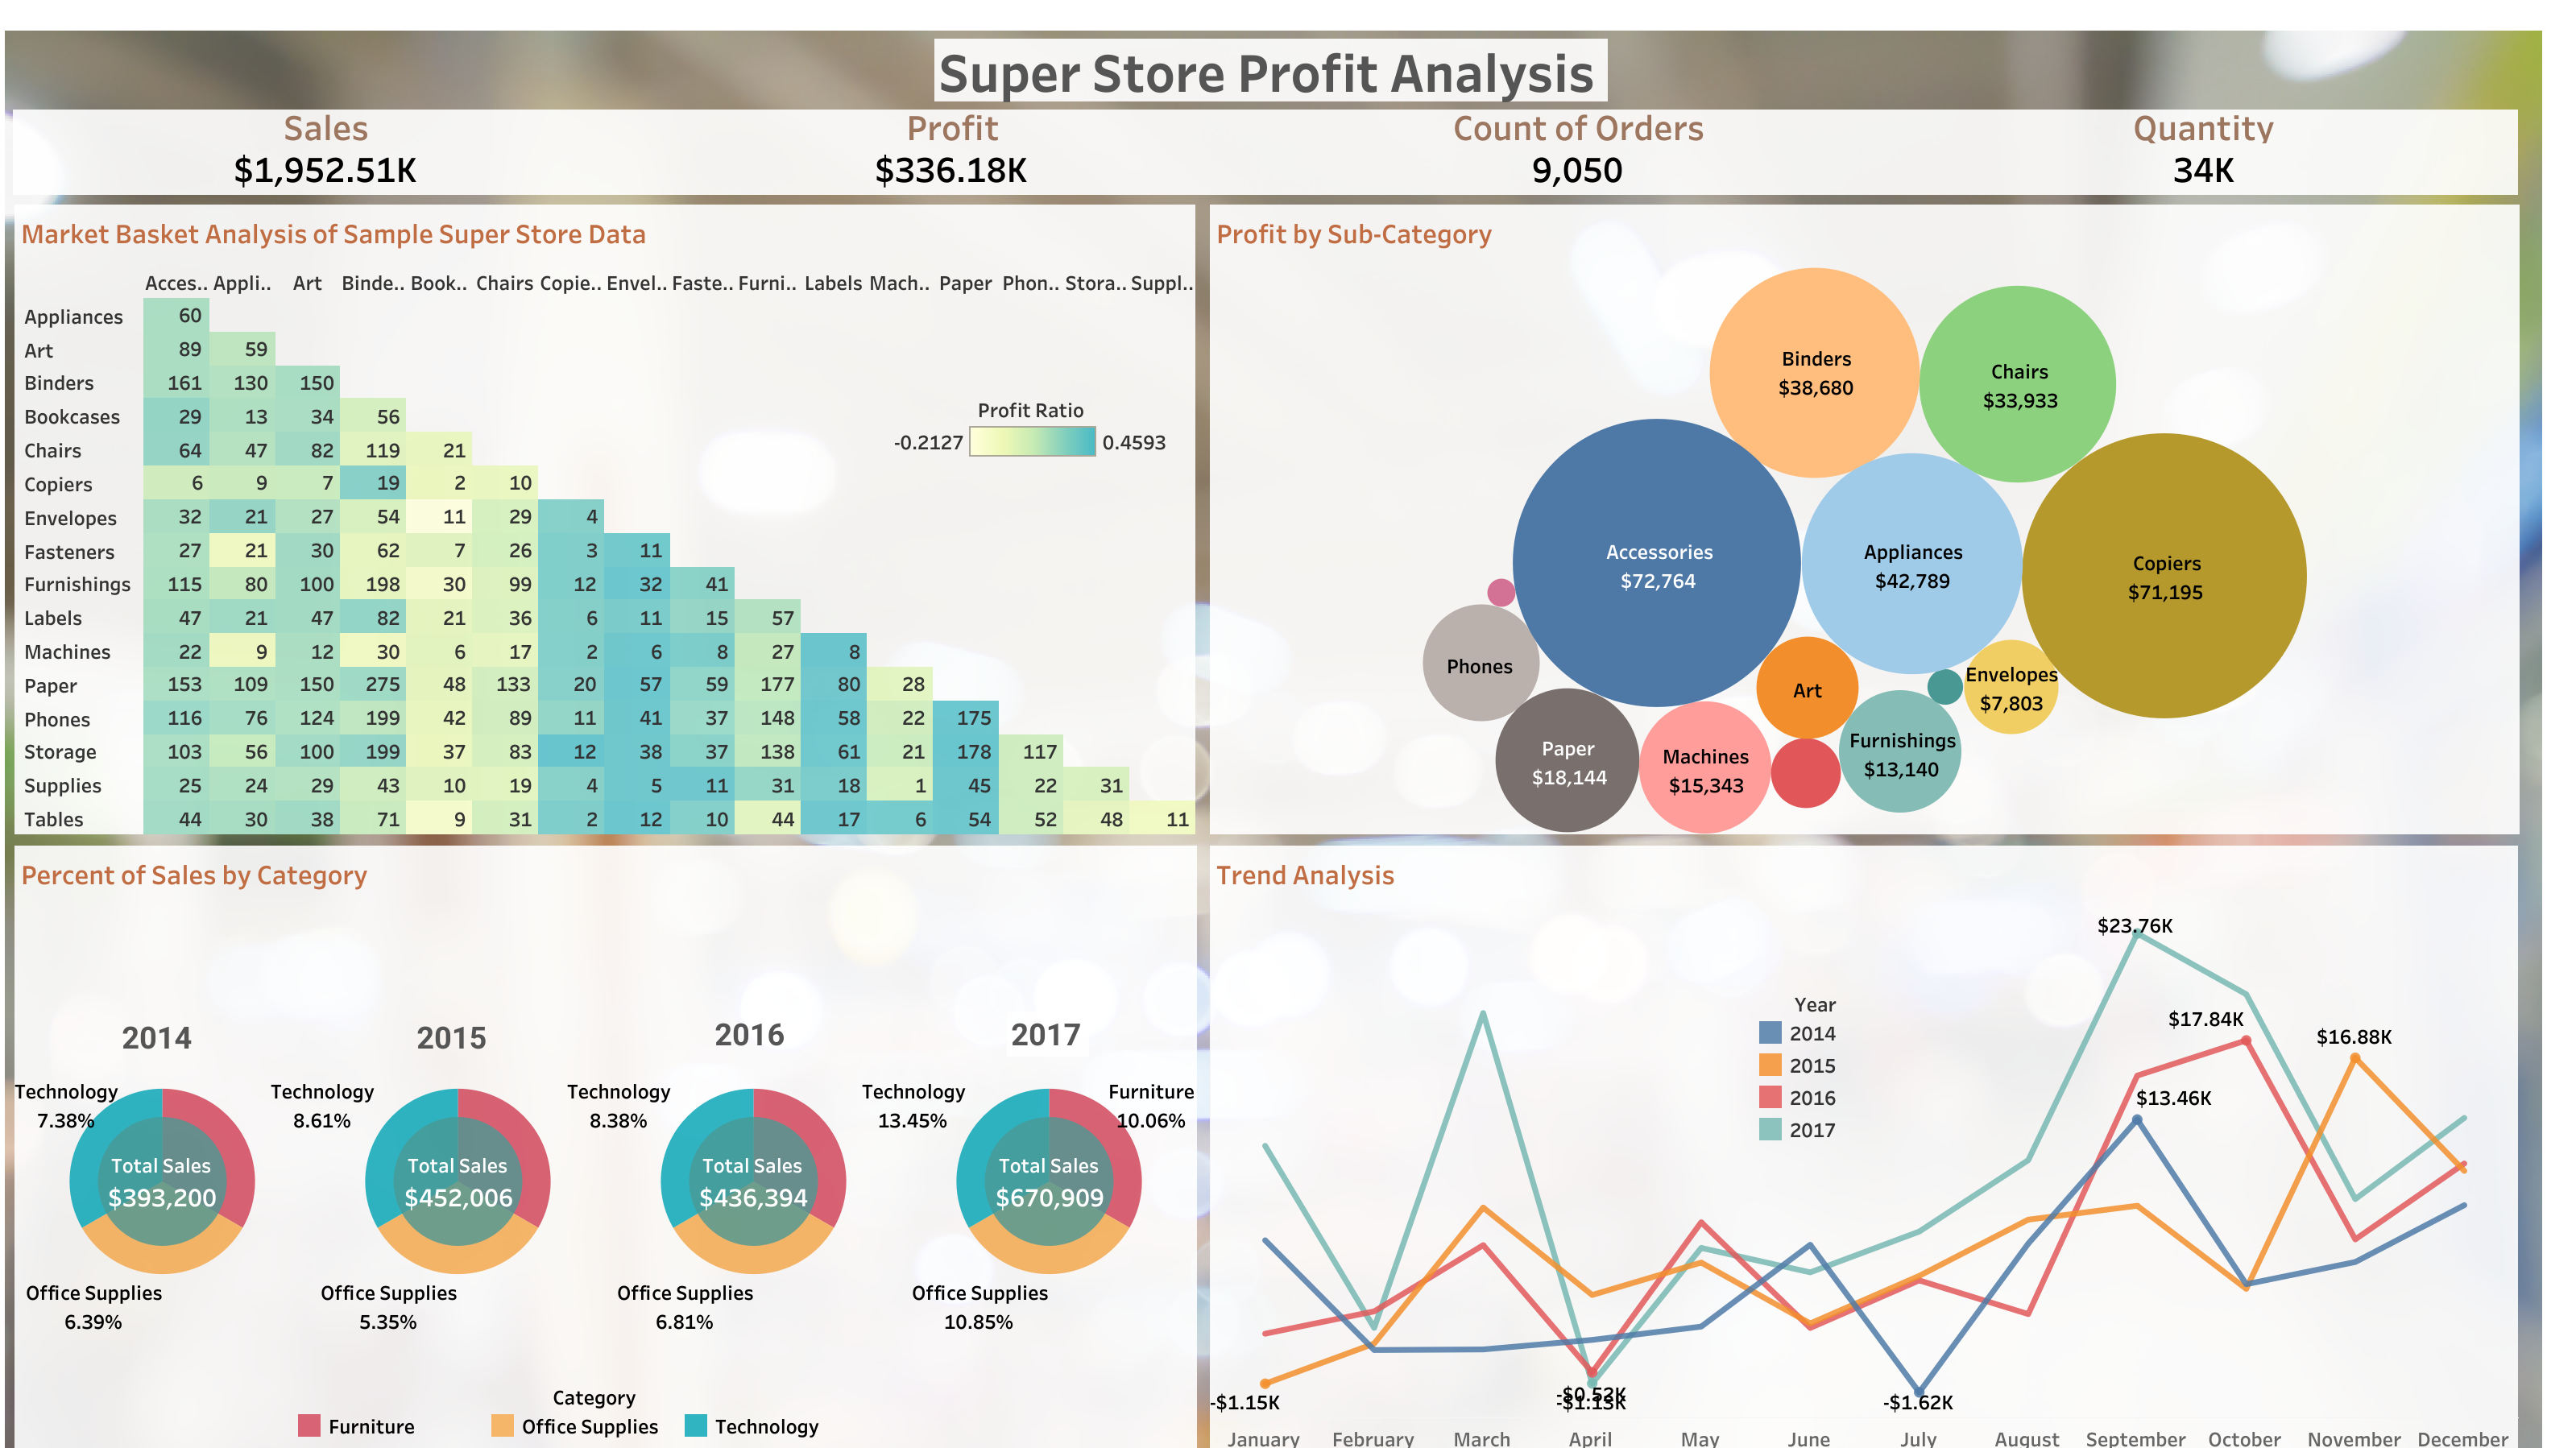 Super Store Profit Analysis
Sales Profit Count of Orders Quantity
$1,952.51K $336.18K 9,050 34K
Market Basket Analysis of Sample Super Store Data
Acces.. Appli.. Art Binde.. Book.. Chairs Copie.. Envel.. Faste.. Furni.. Labels Mach.. Paper Phon.. Stora.. Suppl..
Appliances 60
Art 89 59
Binders 161 130 150
Bookcases 29 13 34 56
Chairs 64 47 82 119 21
Copiers 6 9 7 19 2 10
Envelopes 32 21 27 54 11 29 4
Fasteners 27 21 30 62 7 26 3 11
Furnishings 115 80 100 198 30 99 12 32 41
Labels 47 21 47 82 21 36 6 11 15 57
Machines 22 9 12 30 6 17 2 6 8 27 8
Paper 153 109 150 275 48 133 20 57 59 177 80 28
Phones 116 76 124 199 42 89 11 41 37 148 58 22 175
Storage 103 56 100 199 37 83 12 38 37 138 61 21 178 117
Supplies 25 24 29 43 10 19 4 5 11 31 18 1 45 22 31
Tables 44 30 38 71 9 31 2 12 10 44 17 6 54 52 48 11
Profit Ratio
-0.2127 0.4593
Profit by Sub-Category
Binders
$38,680
Chairs
$33,933
Accessories
$72,764
Appliances
$42,789
Copiers
$71,195
Phones
Art
Envelopes
$7,803
Paper
$18,144
Machines
$15,343
Furnishings
$13,140
Percent of Sales by Category
2014
Technology
7.38%
Total Sales
$393,200
Office Supplies
6.39%
2015
Technology
8.61%
Total Sales
$452,006
Office Supplies
5.35%
2016
Technology
8.38%
Total Sales
$436,394
Office Supplies
6.81%
2017
Technology
13.45%
Furniture
10.06%
Total Sales
$670,909
Office Supplies
10.85%
Category
Furniture Office Supplies Technology
Trend Analysis
$23.76K
$17.84K
$16.88K
$13.46K
Year
2014
2015
2016
2017
-$1.15K
-$0.52K
-$1.13K
-$1.62K
January February March April May June July August September October November December